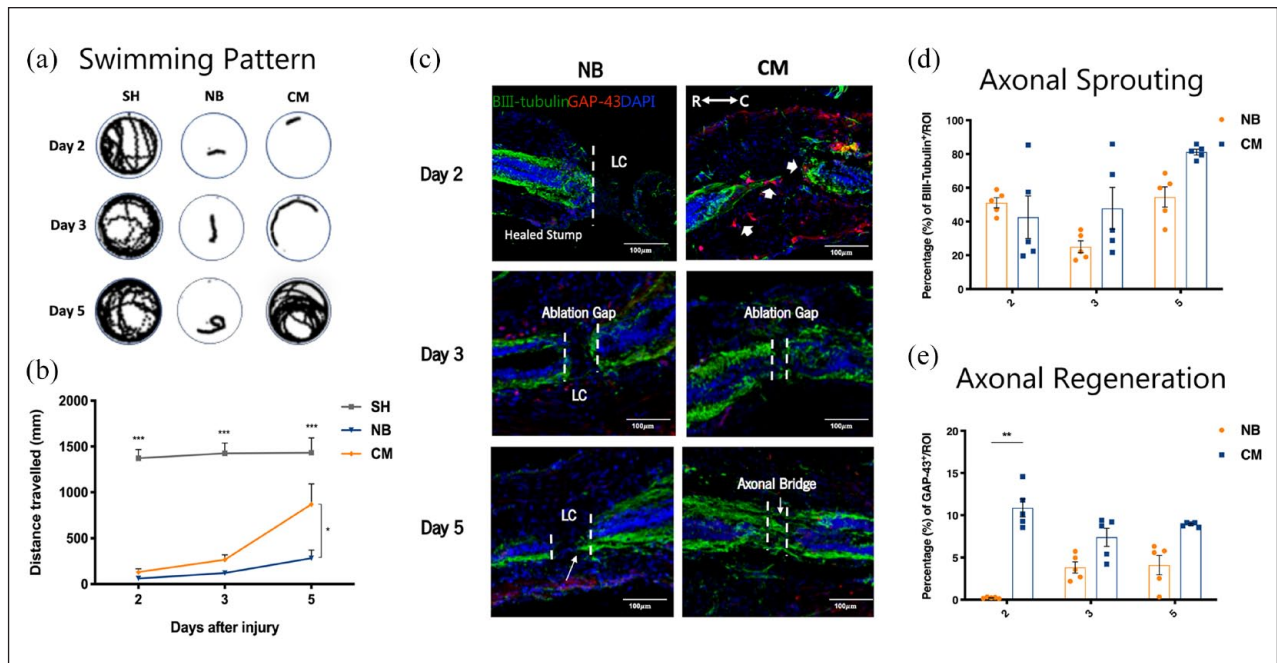 (a) Swimming Pattern
SH NB CM
Day 2
Day 3
Day 5
(b)
2000
1500
1000
500
0
Distance travelled (mm)
*** *** ***
*
SH
NB
CM
2 3 5
Days after injury
(c)
NB CM
BIII-tubulinGAP-43DAPI
R C
Day 2
LC
Healed Stump
100µm
100µm
Day 3
Ablation Gap
LC
100µm
Ablation Gap
100µm
Day 5
LC
100µm
Axonal Bridge
100µm
(d) Axonal Sprouting
NB
CM
100
80
60
40
20
0
Percentage (%) of BIII-Tubulin+/ROI
2 3 5
(e) Axonal Regeneration
NB
CM
20
15
10
5
0
Percentage (%) of GAP-43+/ROI
**
2 3 5